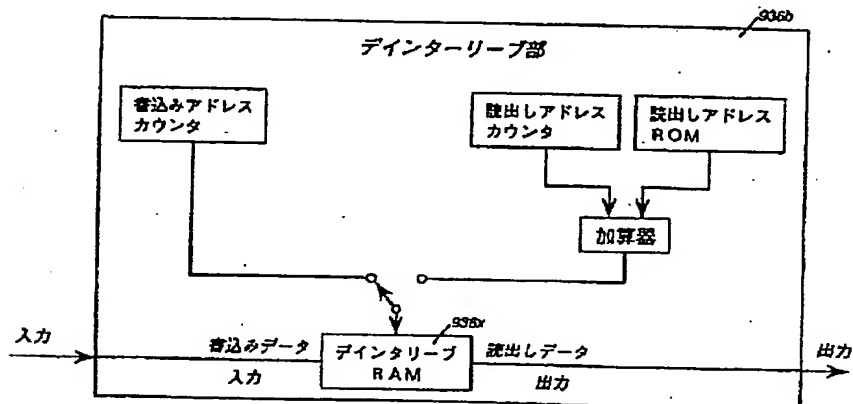 936b
デインターリーブ部
書込みアドレス
カウンタ
読出しアドレス
カウンタ
読出しアドレス
ROM
加算器
936x
入力
書込みデータ
入力
デインタリーブ
RAM
読出しデータ
出力
出力